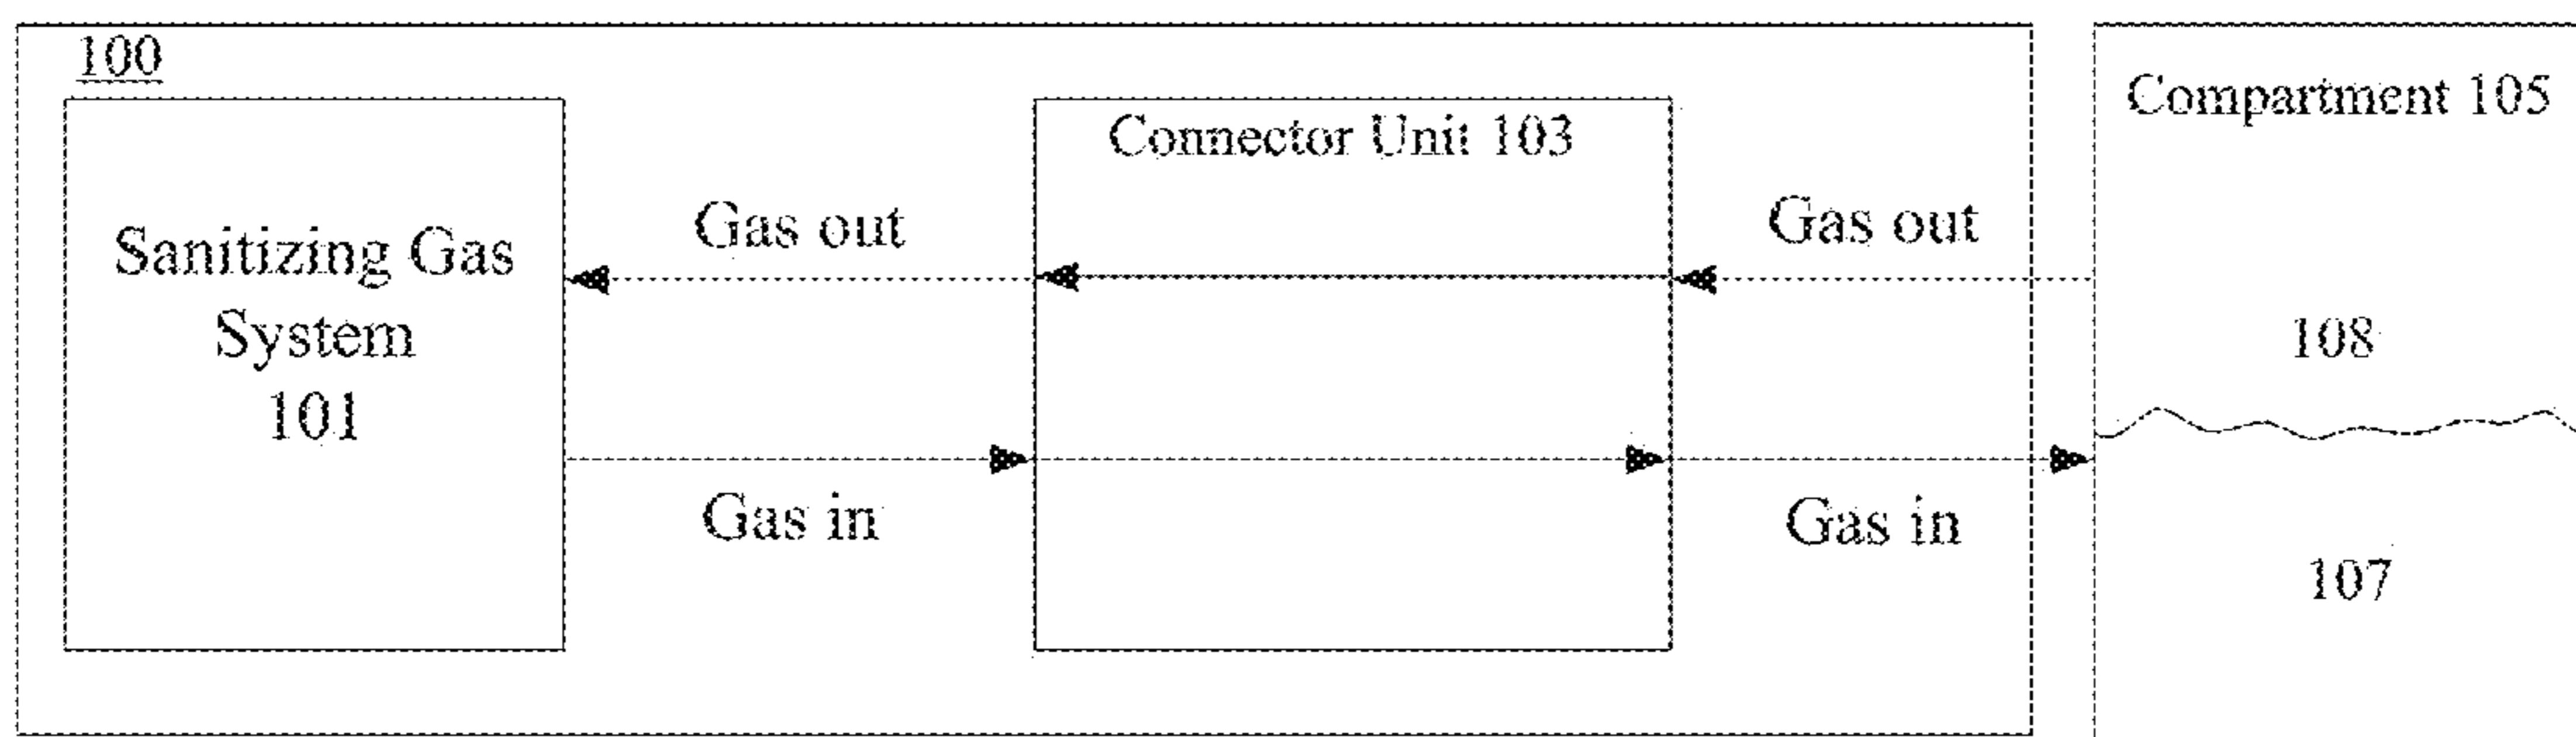 100
Sanitizing Gas
System
101
Gas out
Gas in
Connector Unit 103
Gas out
Gas in
Compartment 105
108
107